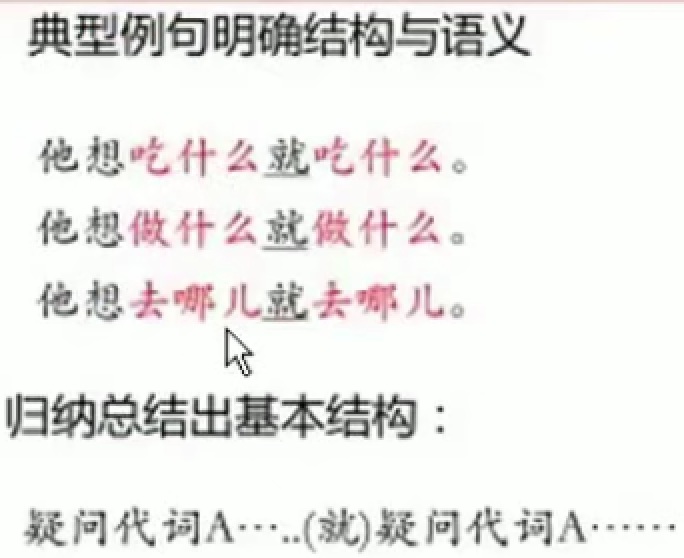 典型例句明确结构与语义
他想吃什么就吃什么。
他想做什么就做什么。
他想去哪儿就去哪儿。
归纳总结出基本结构：
疑问代词A…..(就)疑问代词A……